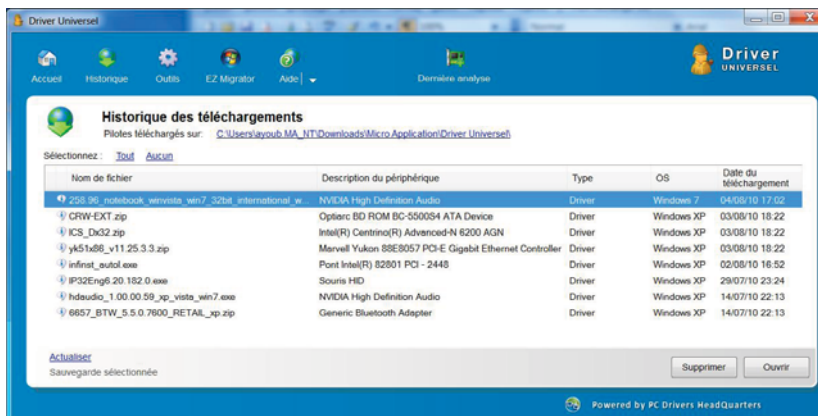 Driver Universel
Accueil
Historique
Outils
EZ Migrator
Aide
Dernière analyse
Driver
UNIVERSEL
Historique des téléchargements
Pilotes téléchargés sur: C:\Users\ayoub.MA_NT\Downloads\Micro Application\Driver Universel\
Sélectionnez : Tout Aucun
Nom de fichier Description du périphérique Type OS Date du téléchargement
258.96_notebook_winvista_win7_32bit_international_w... NVIDIA High Definition Audio Driver Windows 7 04/08/10 17:02
CRW-EXT.zip Optiarc BD ROM BC-5500S4 ATA Device Driver Windows XP 03/08/10 18:22
ICS_Dx32.zip Intel(R) Centrino(R) Advanced-N 6200 AGN Driver Windows XP 03/08/10 18:22
yk51x86_v11.25.3.3.zip Marvell Yukon 88E8057 PCI-E Gigabit Ethernet Controller Driver Windows XP 03/08/10 18:22
infinst_autol.exe Pont Intel(R) 82801 PCI - 2448 Driver Windows XP 02/08/10 16:52
IP32Eng6.20.182.0.exe Souris HID Driver Windows XP 29/07/10 23:24
hdaudio_1.00.00.59_xp_vista_win7.exe NVIDIA High Definition Audio Driver Windows XP 14/07/10 22:13
6657_BTW_5.5.0.7600_RETAIL_xp.zip Generic Bluetooth Adapter Driver Windows XP 14/07/10 22:13
Actualiser
Sauvegarde sélectionnée
Supprimer
Ouvrir
Powered by PC Drivers HeadQuarters